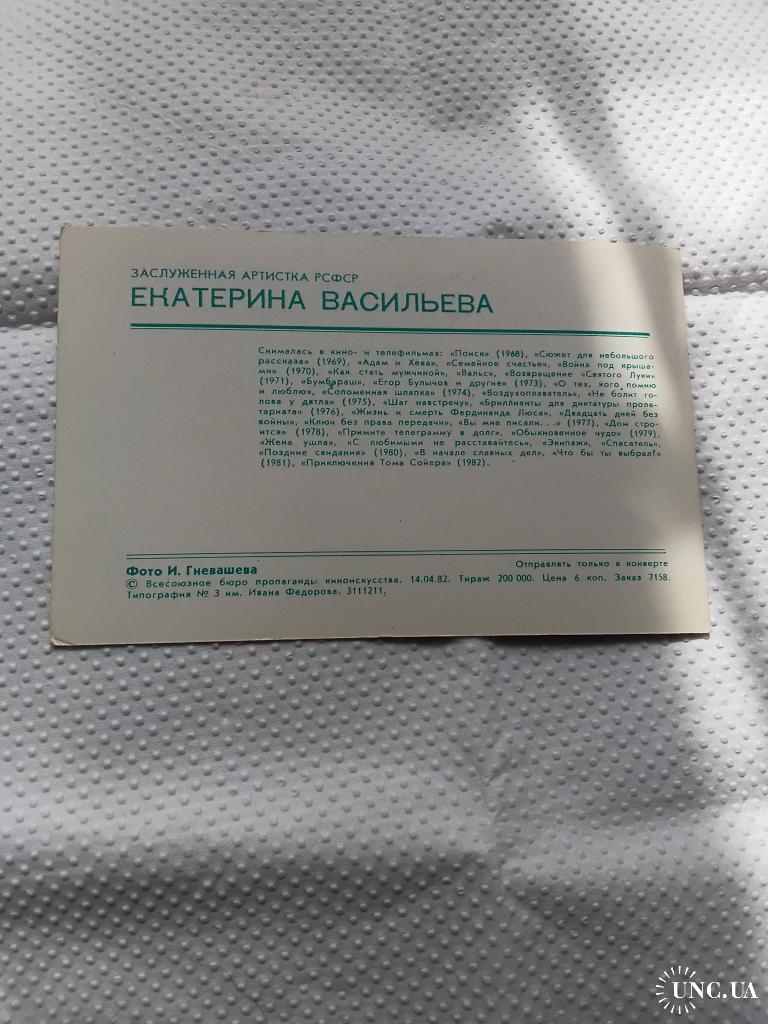 ЗАСЛУЖЕННАЯ АРТИСТКА РСФСР
ЕКАТЕРИНА ВАСИЛЬЕВА
Снималась в кино- и телефильмах: «Поиск» (1968), «Сюжет для небольшого
рассказа» (1969), «Адам и Хева», «Семейное счастье», «Война под крыша-
ми» (1970), «Как стать мужчиной», «Вальс», «Возвращение «Святого Луки»
(1971), «Бумбараш», «Егор Булычов и другие» (1973), «О тех, кого помню
и люблю», «Соломенная шляпка» (1974), «Воздухоплаватель», «Не болит го-
лова у дятла» (1975), «Шаг навстречу», «Бриллианты для диктатуры проле-
тариата» (1976), «Жизнь и смерть Фердинанда Люса», «Двадцать дней без
войны», «Ключ без права передачи», «Вы мне писали...» (1977), «Дом стро-
ится» (1978), «Примите телеграмму в долг», «Обыкновенное чудо» (1979),
«Жена ушла», «С любимыми не расставайтесь», «Экипаж», «Спасатель»,
«Поздние свидания» (1980), «В начале славных дел», «Что бы ты выбрал?»
(1981), «Приключения Тома Сойера» (1982).
Фото И. Гневашева
Отправлять только в конверте
© Всесоюзное бюро пропаганды киноискусства. 14.04.82. Тираж 200 000. Цена 6 коп. Заказ 7158.
Типография № 3 им. Ивана Федорова. 3111211.
UNC.UA